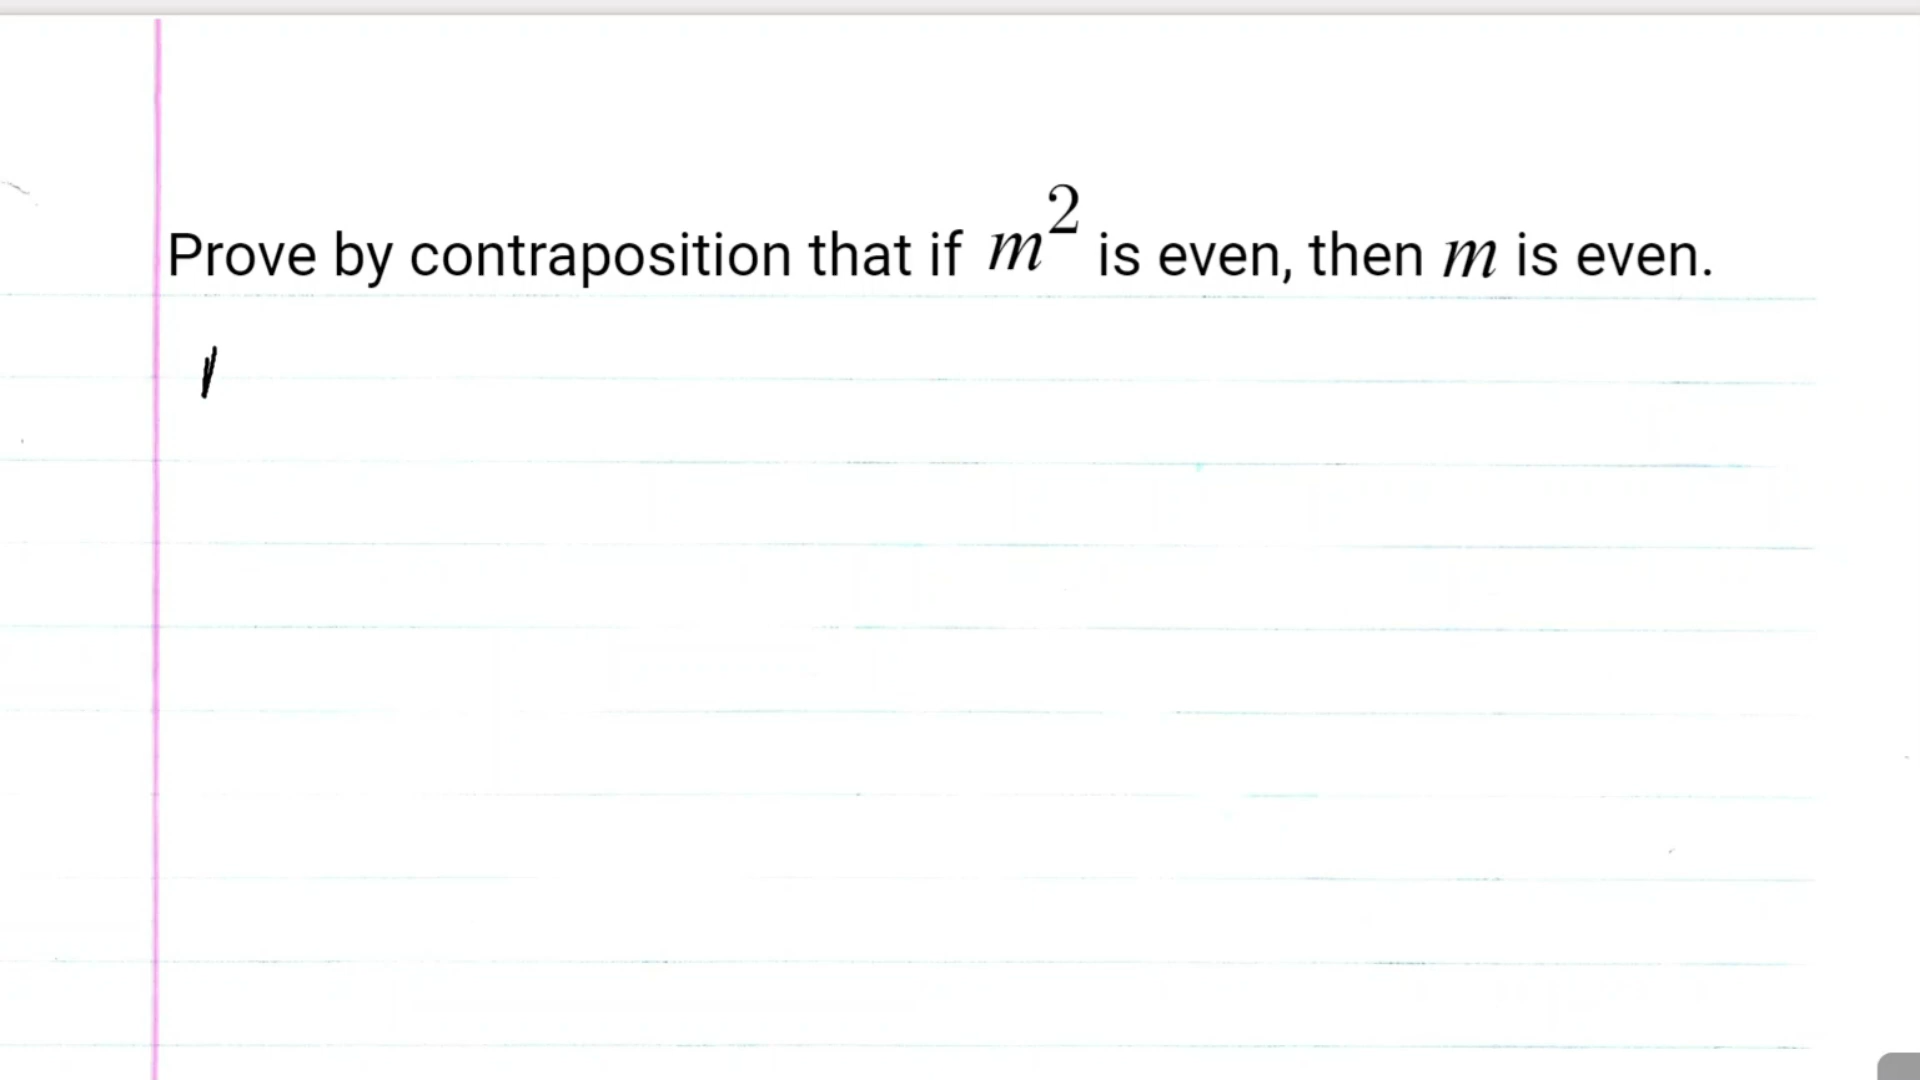 Prove by contraposition that if m² is even, then m is even.